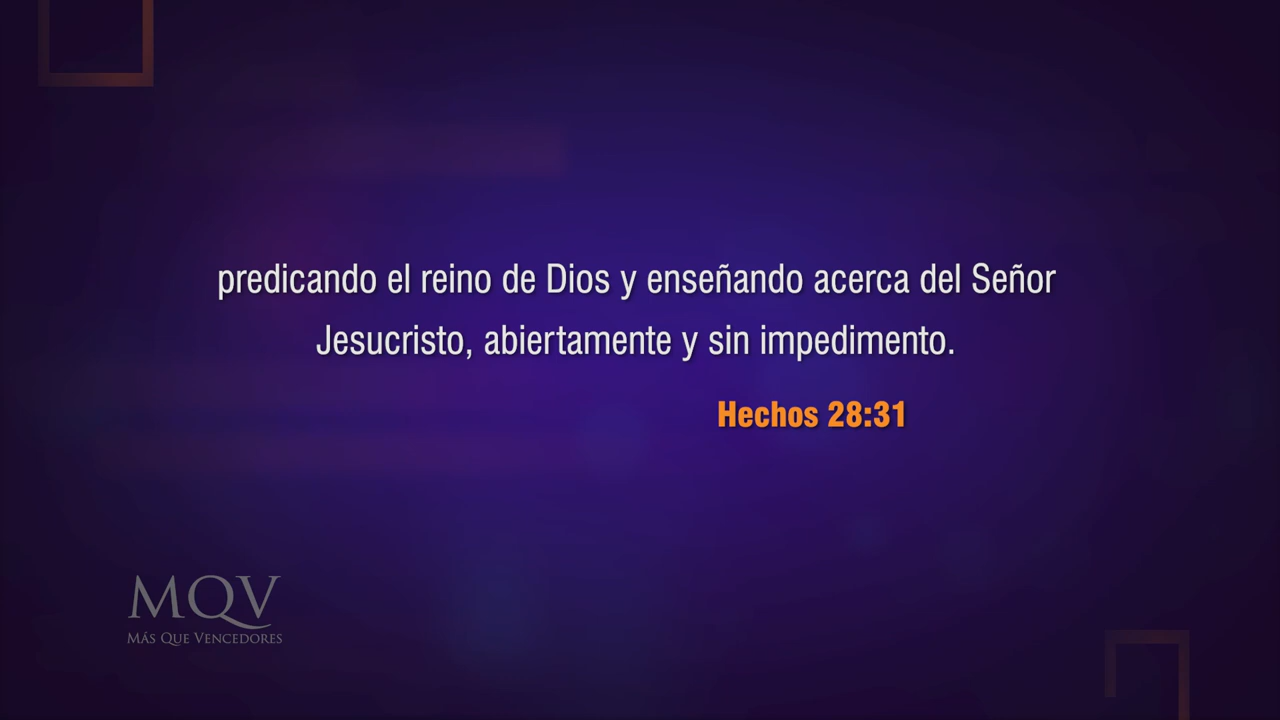 predicando el reino de Dios y enseñando acerca del Señor
Jesucristo, abiertamente y sin impedimento.
Hechos 28:31
MQV
MÁS QUE VENCEDORES